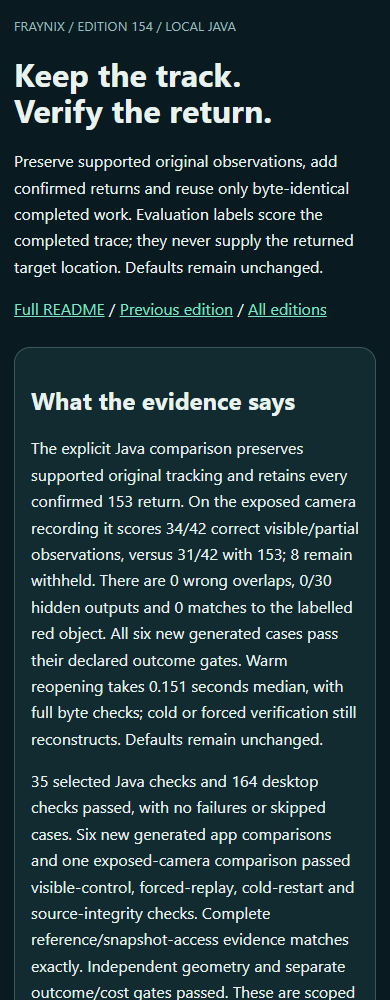 FRAYNIX / EDITION 154 / LOCAL JAVA
Keep the track.
Verify the return.
Preserve supported original observations, add
confirmed returns and reuse only byte-identical
completed work. Evaluation labels score the
completed trace; they never supply the returned
target location. Defaults remain unchanged.
Full README / Previous edition / All editions
What the evidence says
The explicit Java comparison preserves
supported original tracking and retains every
confirmed 153 return. On the exposed camera
recording it scores 34/42 correct visible/partial
observations, versus 31/42 with 153; 8 remain
withheld. There are 0 wrong overlaps, 0/30
hidden outputs and 0 matches to the labelled
red object. All six new generated cases pass
their declared outcome gates. Warm
reopening takes 0.151 seconds median, with
full byte checks; cold or forced verification still
reconstructs. Defaults remain unchanged.
35 selected Java checks and 164 desktop
checks passed, with no failures or skipped
cases. Six new generated app comparisons
and one exposed-camera comparison passed
visible-control, forced-replay, cold-restart and
source-integrity checks. Complete
reference/snapshot-access evidence matches
exactly. Independent geometry and separate
outcome/cost gates passed. These are scoped